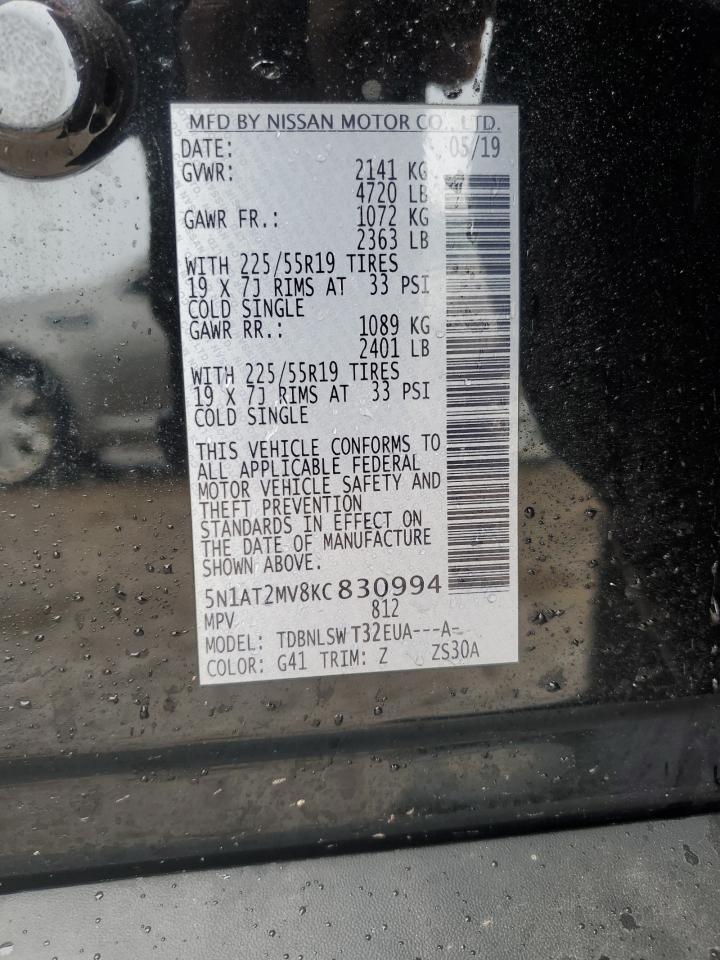 MFD BY NISSAN MOTOR CO., LTD.
DATE: 05/19
GVWR: 2141 KG
4720 LB
GAWR FR.: 1072 KG
2363 LB
WITH 225/55R19 TIRES
19 X 7J RIMS AT 33 PSI
COLD SINGLE
GAWR RR.: 1089 KG
2401 LB
WITH 225/55R19 TIRES
19 X 7J RIMS AT 33 PSI
COLD SINGLE
THIS VEHICLE CONFORMS TO
ALL APPLICABLE FEDERAL
MOTOR VEHICLE SAFETY AND
THEFT PREVENTION
STANDARDS IN EFFECT ON
THE DATE OF MANUFACTURE
SHOWN ABOVE.
5N1AT2MV8KC830994
MPV 812
MODEL: TDBNLSW T32EUA---A-
COLOR: G41 TRIM: Z ZS30A